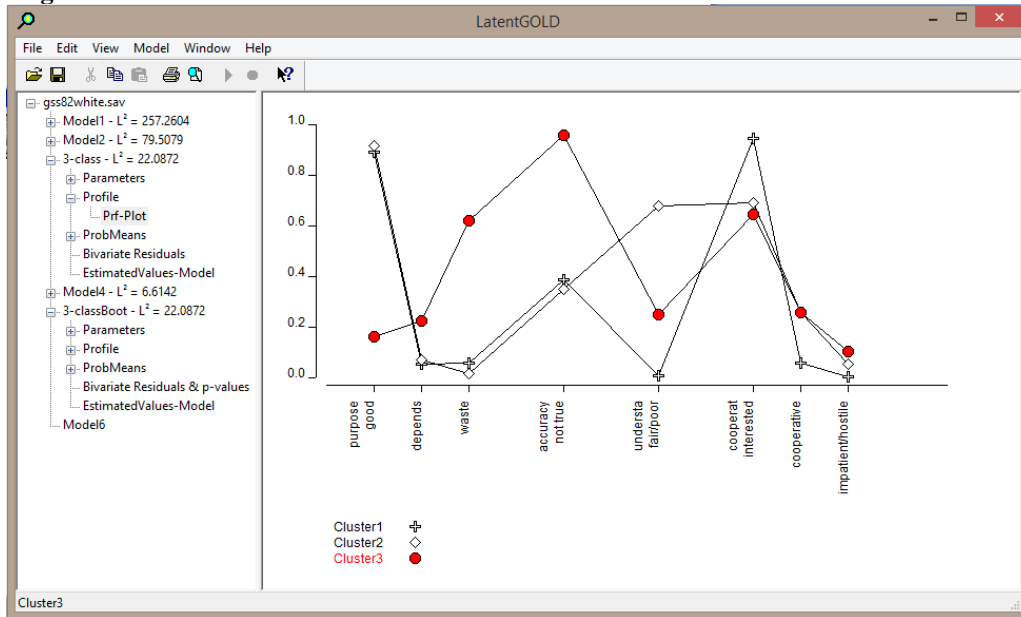 LatentGOLD
File Edit View Model Window Help
gss82white.sav
Model1 - L² = 257.2604
Model2 - L² = 79.5079
3-class - L² = 22.0872
Parameters
Profile
Prf-Plot
ProbMeans
Bivariate Residuals
EstimatedValues-Model
Model4 - L² = 6.6142
3-classBoot - L² = 22.0872
Parameters
Profile
ProbMeans
Bivariate Residuals & p-values
EstimatedValues-Model
Model6
1.0
0.8
0.6
0.4
0.2
0.0
purpose
good
depends
waste
accuracy
not true
understa
fair/poor
cooperat
interested
cooperative
impatient/hostile
Cluster1
Cluster2
Cluster3
Cluster3